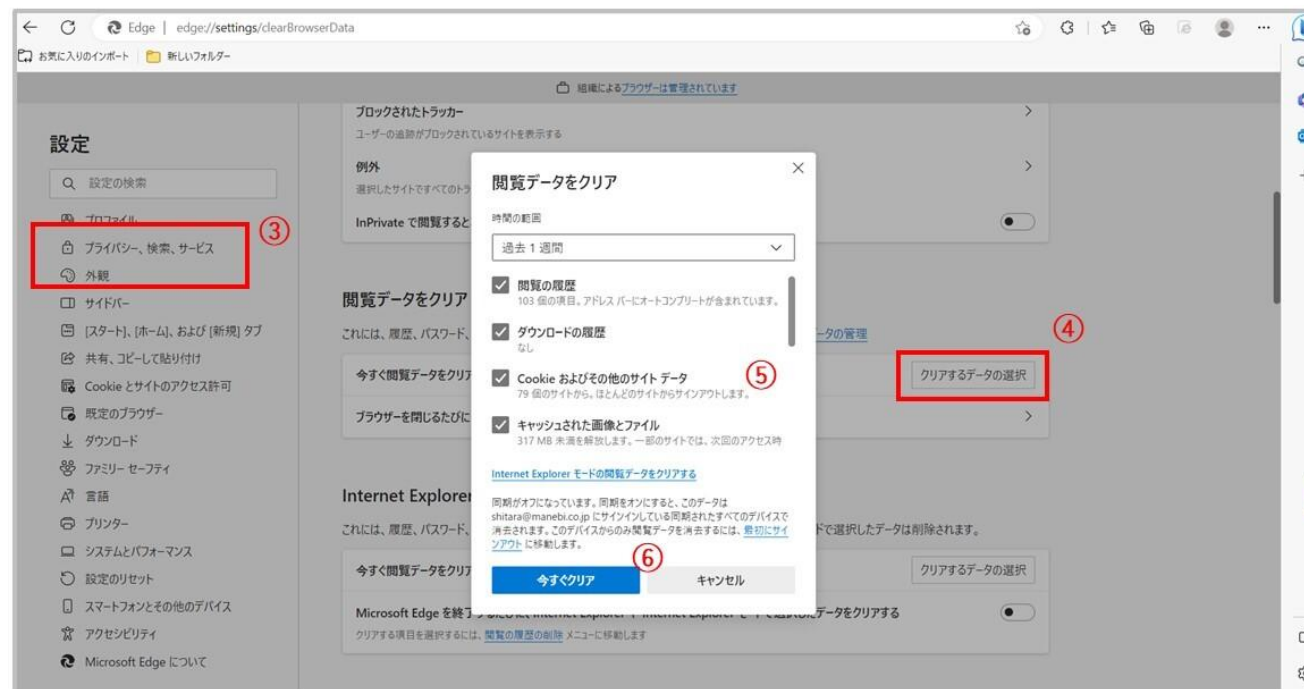 Edge | edge://settings/clearBrowserData
お気に入りのインポート 新しいフォルダー
組織によるブラウザーは管理されています
設定
設定の検索
プロファイル
プライバシー、検索、サービス
③
外観
サイドバー
[スタート]、[ホーム]、および [新規] タブ
共有、コピーして貼り付け
Cookie とサイトのアクセス許可
既定のブラウザー
ダウンロード
ファミリー セーフティ
言語
プリンター
システムとパフォーマンス
設定のリセット
スマートフォンとその他のデバイス
アクセシビリティ
Microsoft Edge について
ブロックされたトラッカー
ユーザーの追跡がブロックされているサイトを表示する
例外
選択したサイトですべてのトラ
InPrivate で閲覧すると
閲覧データをクリア
これには、履歴、パスワード、
ータの管理
④
今すぐ閲覧データをクリア
クリアするデータの選択
ブラウザーを閉じるたびに
Internet Explorer
これには、履歴、パスワード、
ドで選択したデータは削除されます。
今すぐ閲覧データをクリア
クリアするデータの選択
Microsoft Edge を終了
データをクリアする
クリアする項目を選択するには、閲覧の履歴の削除 メニューに移動します
閲覧データをクリア
時間の範囲
過去 1 週間
閲覧の履歴
103 個の項目。アドレス バーにオートコンプリートが含まれています。
ダウンロードの履歴
なし
Cookie およびその他のサイト データ
⑤
79 個のサイトから。ほとんどのサイトからサインアウトします。
キャッシュされた画像とファイル
317 MB 未満を解放します。一部のサイトでは、次回のアクセス時
Internet Explorer モードの閲覧データをクリアする
同期がオフになっています。同期をオンにすると、このデータは
shitara@manebi.co.jp にサインインしている同期されたすべてのデバイスで
消去されます。このデバイスからのみ閲覧データを消去するには、最初にサイ
ンアウト に移動します。
⑥
今すぐクリア
キャンセル